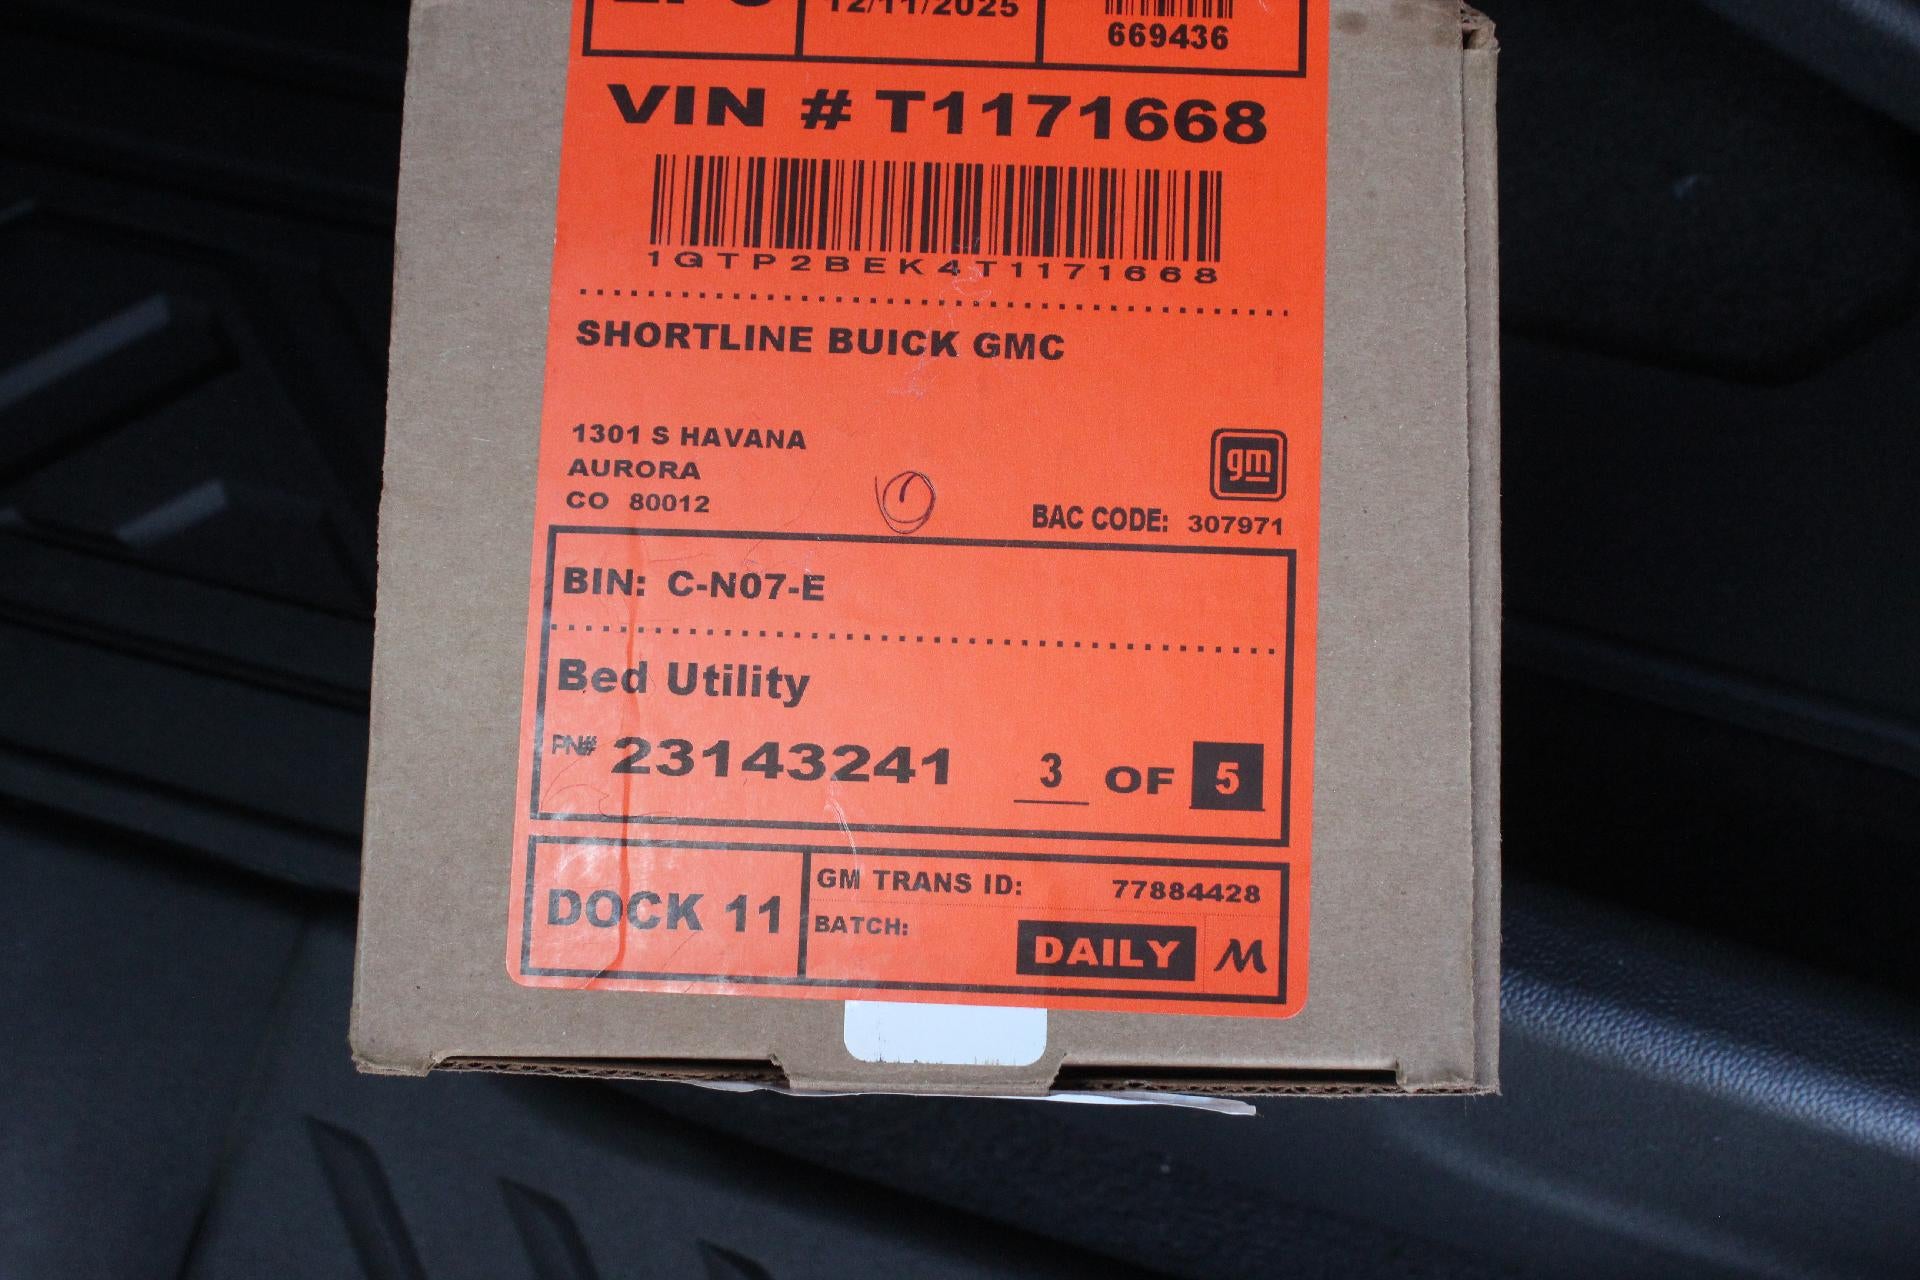 12/11/2025
669436
VIN # T1171668
1GTP2BEK4T1171668
SHORTLINE BUICK GMC
1301 S HAVANA
AURORA
CO 80012
gm
BAC CODE: 307971
BIN: C-N07-E
Bed Utility
PN# 23143241 3 OF 5
DOCK 11
GM TRANS ID: 77884428
BATCH: DAILY M